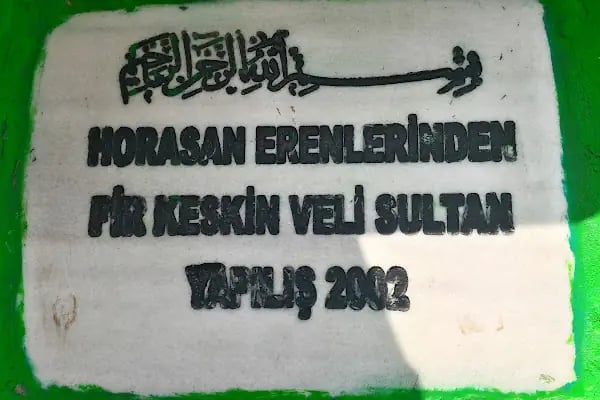 بسم الله الرحمن الرحيم
HORASAN ERENLERİNDEN
PİR KESKİN VELİ SULTAN
YAPILIŞ 2002